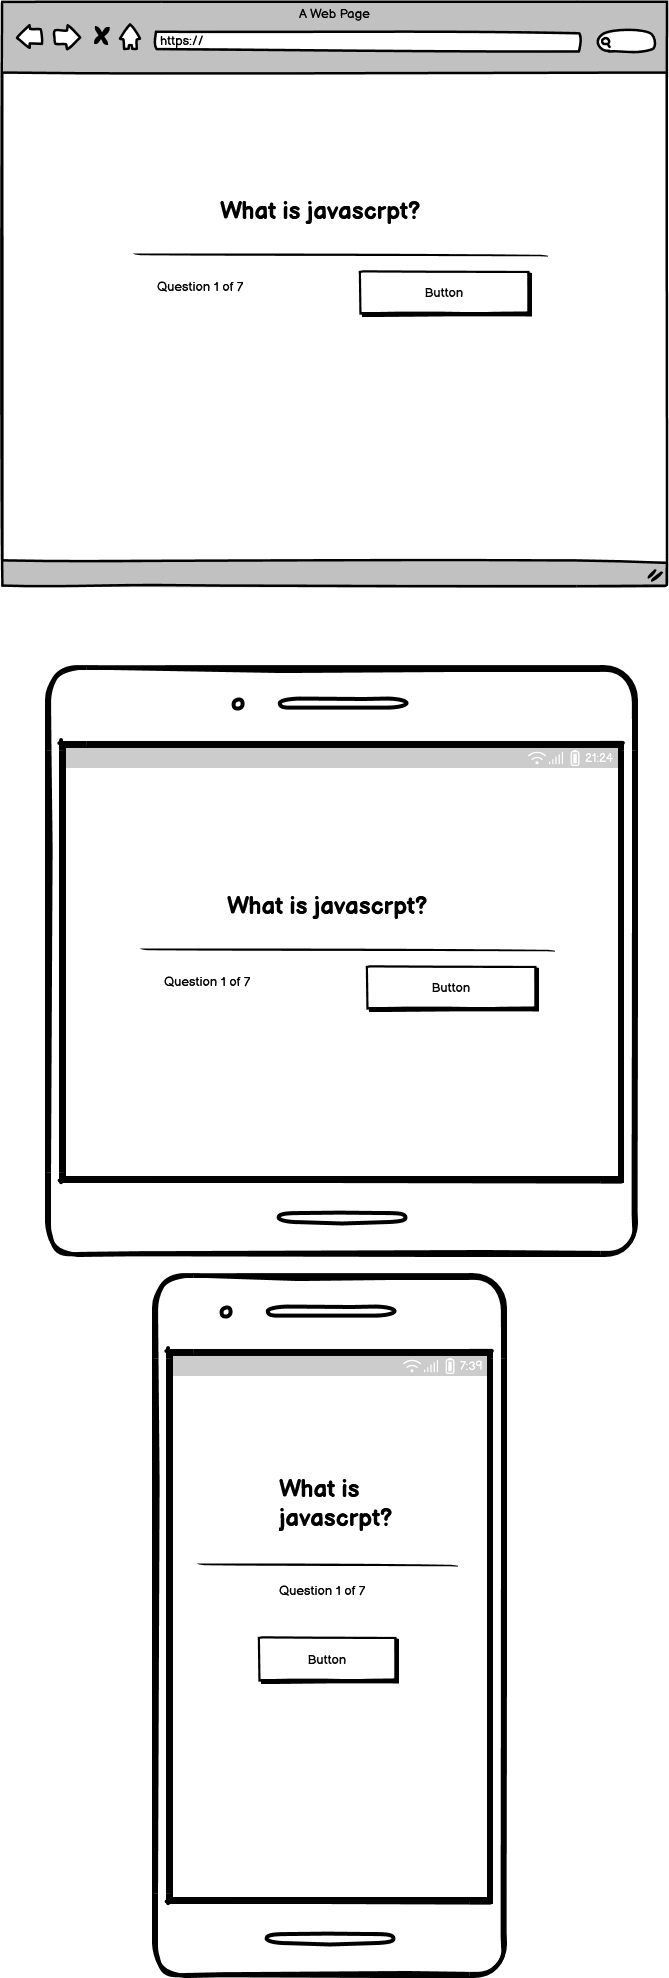 A Web Page
https://
What is javascrpt?
Question 1 of 7
Button
21:24
What is javascrpt?
Question 1 of 7
Button
7:39
What is
javascrpt?
Question 1 of 7
Button